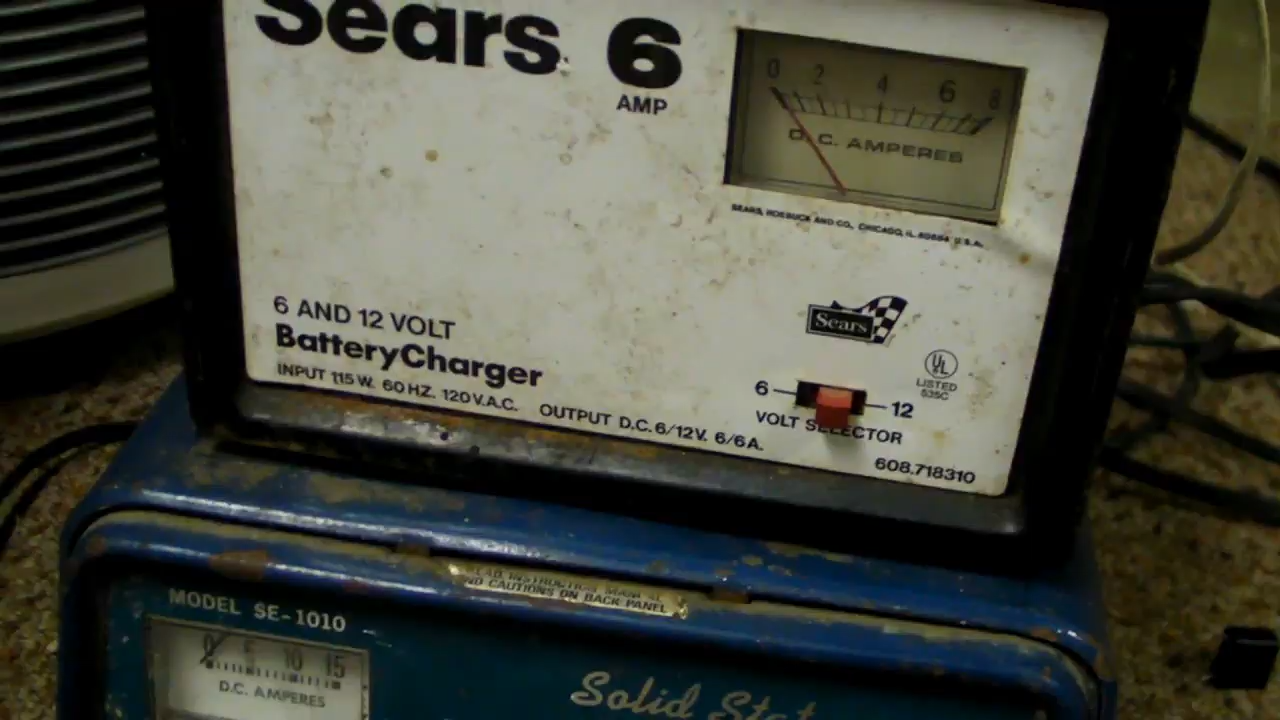 Sears 6
AMP
0 2 4 6 8
D.C. AMPERES
SEARS, ROEBUCK AND CO., CHICAGO, IL 60684 U.S.A.
Sears
6 AND 12 VOLT
BatteryCharger
INPUT 115 W. 60 HZ. 120 V.A.C. OUTPUT D.C. 6/12V. 6/6A.
UL
LISTED
535C
6 12
VOLT SELECTOR
608.718310
READ INSTRUCTION MANUAL
AND CAUTIONS ON BACK PANEL
MODEL SE-1010
0 5 10 15
D.C. AMPERES
Solid Stat